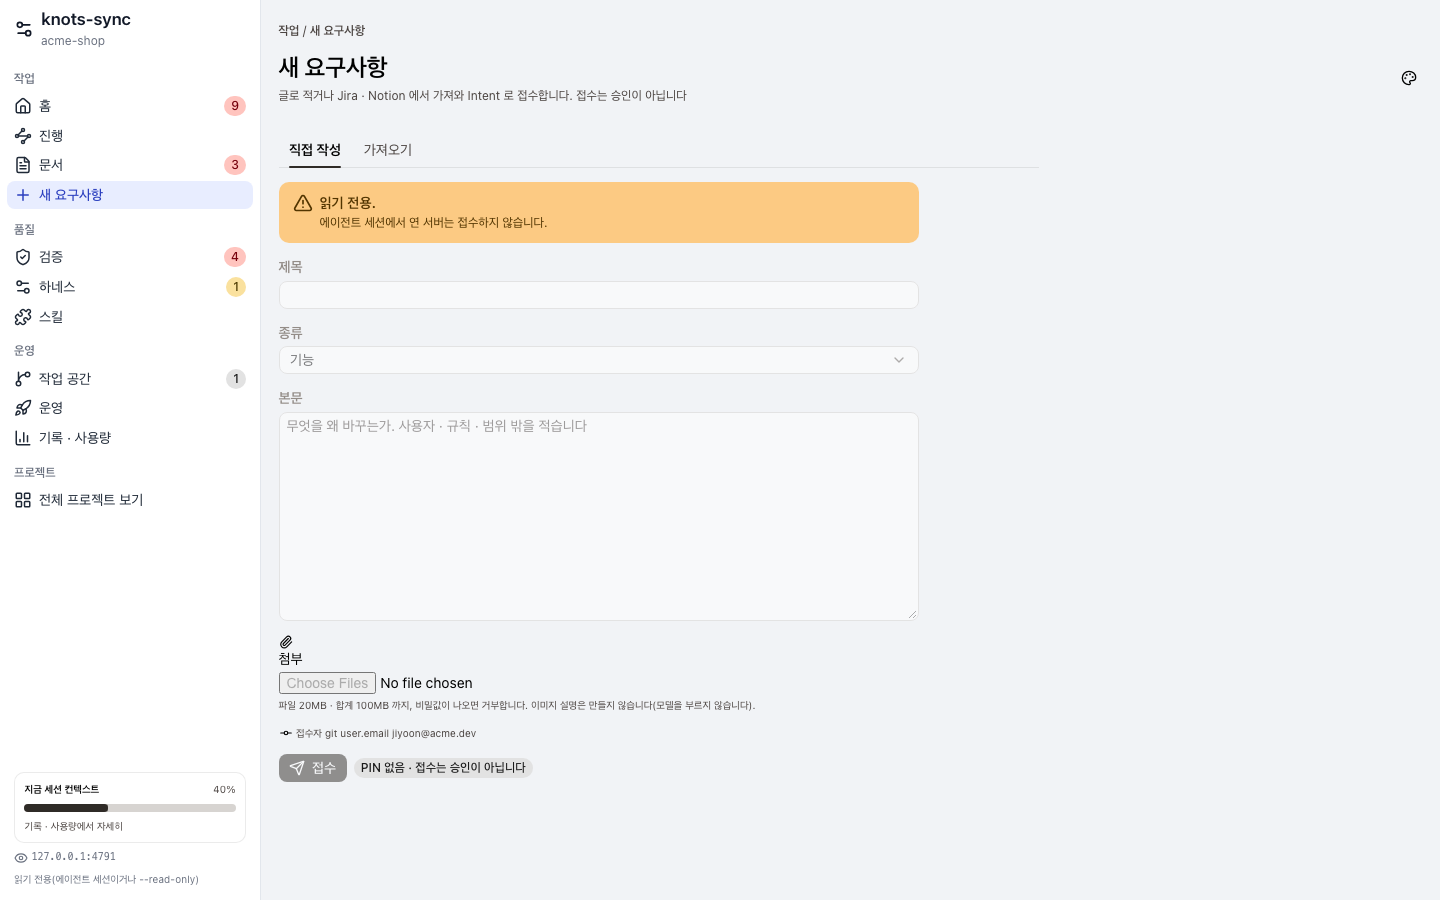 knots-sync
acme-shop
작업
홈 9
진행
문서 3
새 요구사항
품질
검증 4
하네스 1
스킬
운영
작업 공간 1
운영
기록 · 사용량
프로젝트
전체 프로젝트 보기
지금 세션 컨텍스트 40%
기록 · 사용량에서 자세히
127.0.0.1:4791
읽기 전용(에이전트 세션이거나 --read-only)
작업 / 새 요구사항
새 요구사항
글로 적거나 Jira · Notion 에서 가져와 Intent 로 접수합니다. 접수는 승인이 아닙니다
직접 작성 가져오기
읽기 전용.
에이전트 세션에서 연 서버는 접수하지 않습니다.
제목
종류
기능
본문
무엇을 왜 바꾸는가. 사용자 · 규칙 · 범위 밖을 적습니다
첨부
Choose Files No file chosen
파일 20MB · 합계 100MB 까지, 비밀값이 나오면 거부합니다. 이미지 설명은 만들지 않습니다(모델을 부르지 않습니다).
접수자 git user.email jiyoon@acme.dev
접수 PIN 없음 · 접수는 승인이 아닙니다